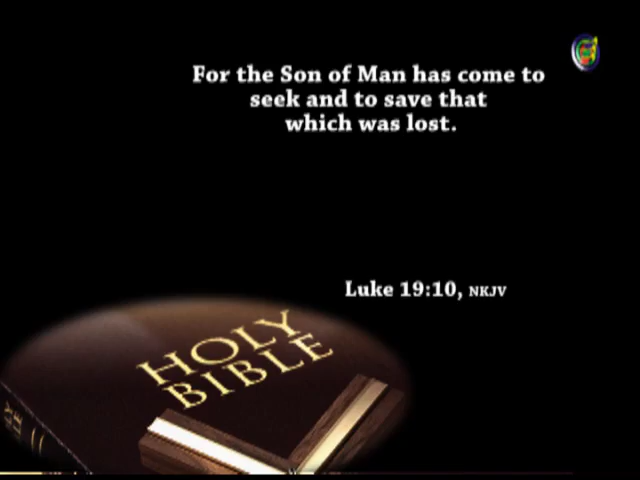 For the Son of Man has come to
seek and to save that
which was lost.
Luke 19:10, NKJV
HOLY
BIBLE